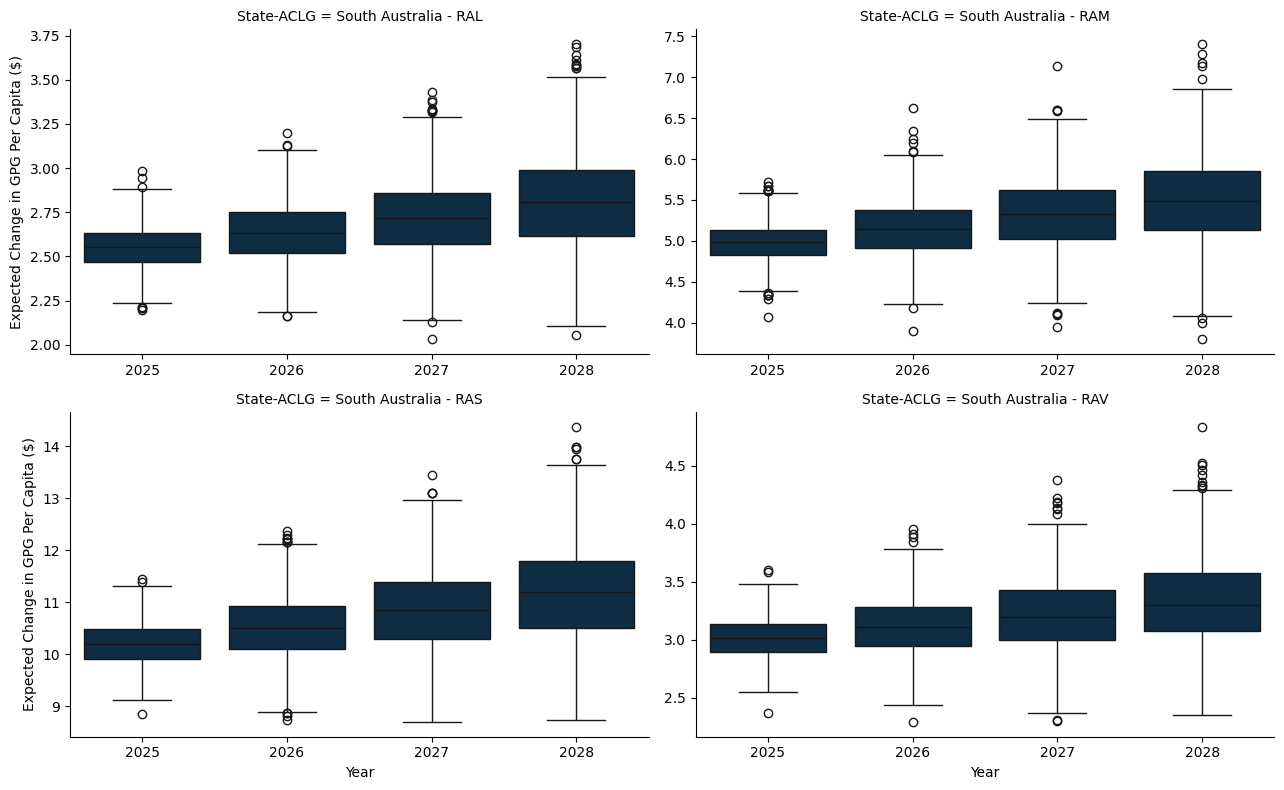 State-ACLG = South Australia - RAL
Expected Change in GPG Per Capita ($)
3.75
3.50
3.25
3.00
2.75
2.50
2.25
2.00
2025 2026 2027 2028
State-ACLG = South Australia - RAM
7.5
7.0
6.5
6.0
5.5
5.0
4.5
4.0
2025 2026 2027 2028
State-ACLG = South Australia - RAS
Expected Change in GPG Per Capita ($)
14
13
12
11
10
9
2025 2026 2027 2028
Year
State-ACLG = South Australia - RAV
4.5
4.0
3.5
3.0
2.5
2025 2026 2027 2028
Year